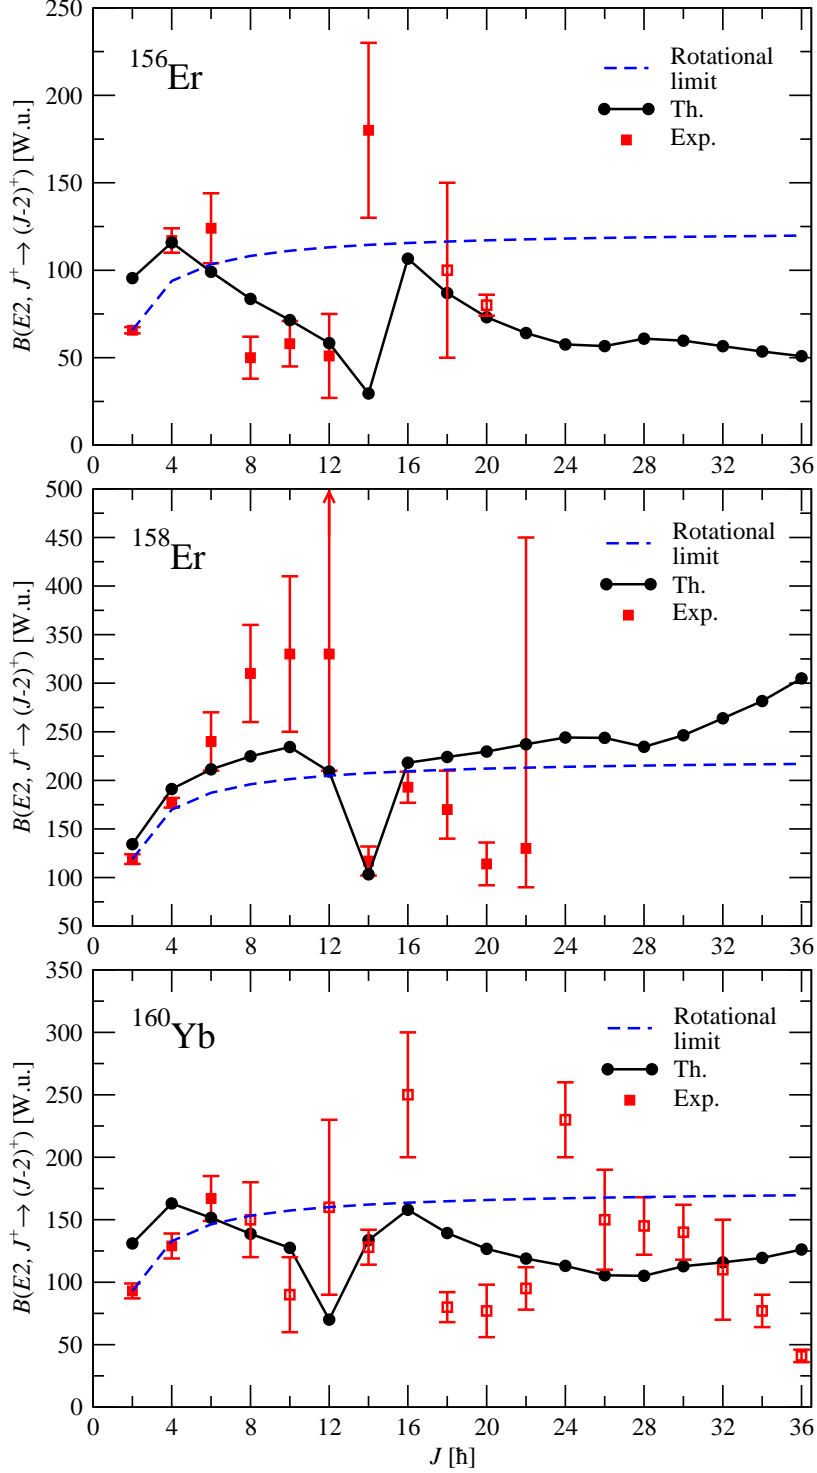 156Er
Rotational
limit
Th.
Exp.
B(E2, J+→ (J-2)+) [W.u.]
250
200
150
100
50
0
0 4 8 12 16 20 24 28 32 36
158Er
Rotational
limit
Th.
Exp.
B(E2, J+→ (J-2)+) [W.u.]
500
450
400
350
300
250
200
150
100
50
0 4 8 12 16 20 24 28 32 36
160Yb
Rotational
limit
Th.
Exp.
B(E2, J+→ (J-2)+) [W.u.]
350
300
250
200
150
100
50
0
0 4 8 12 16 20 24 28 32 36
J [ħ]